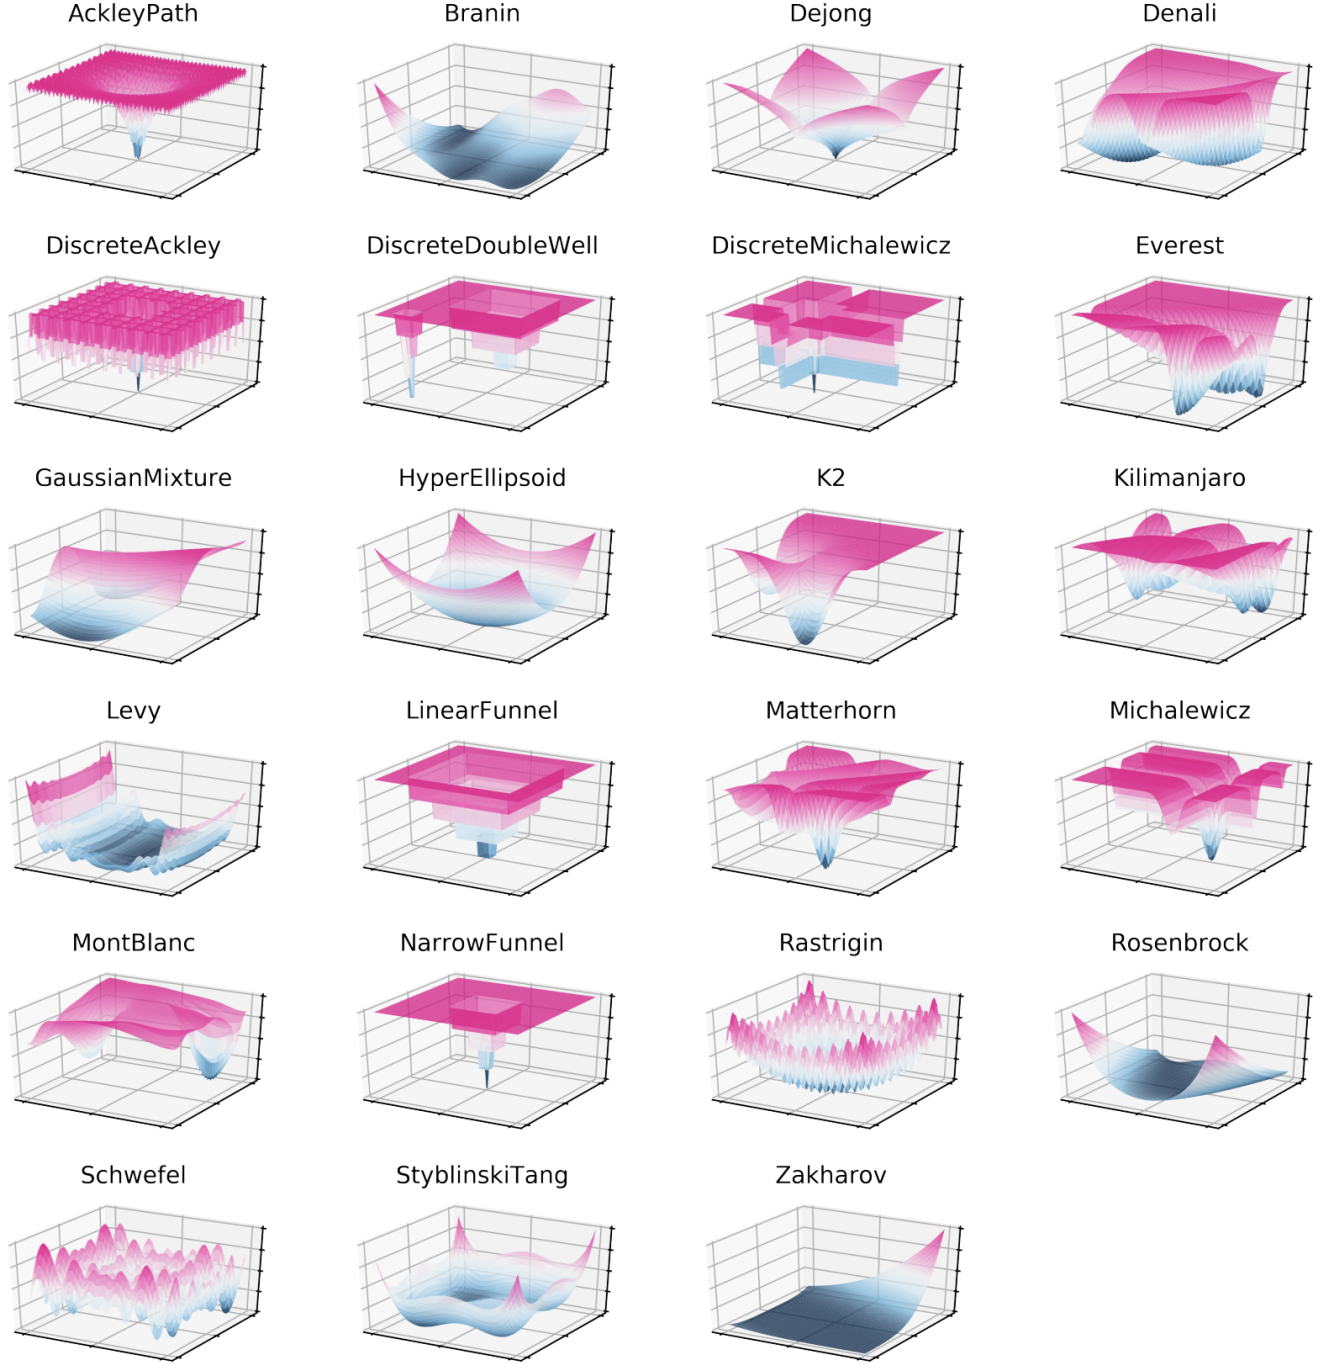 AckleyPath
Branin
Dejong
Denali
DiscreteAckley
DiscreteDoubleWell
DiscreteMichalewicz
Everest
GaussianMixture
HyperEllipsoid
K2
Kilimanjaro
Levy
LinearFunnel
Matterhorn
Michalewicz
MontBlanc
NarrowFunnel
Rastrigin
Rosenbrock
Schwefel
StyblinskiTang
Zakharov